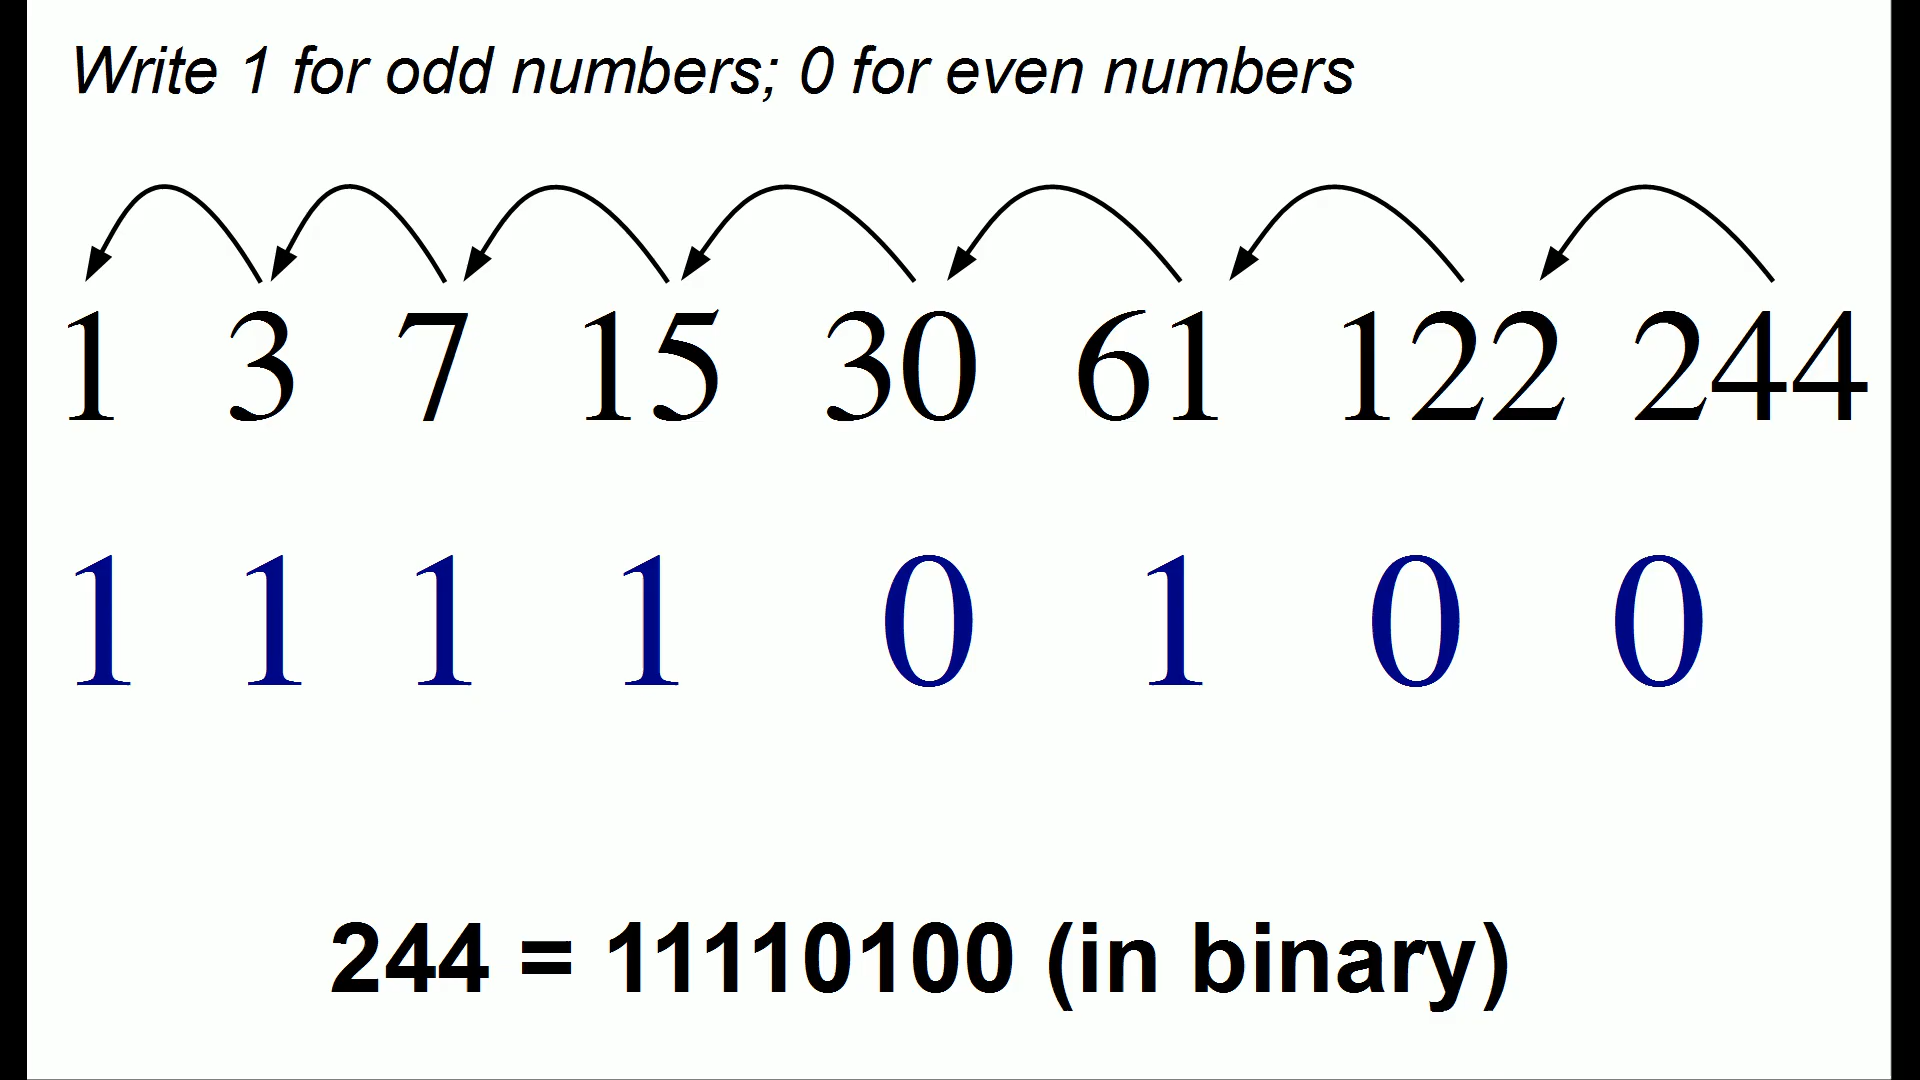 Write 1 for odd numbers; 0 for even numbers
1 3 7 15 30 61 122 244
1 1 1 1 0 1 0 0
244 = 11110100 (in binary)